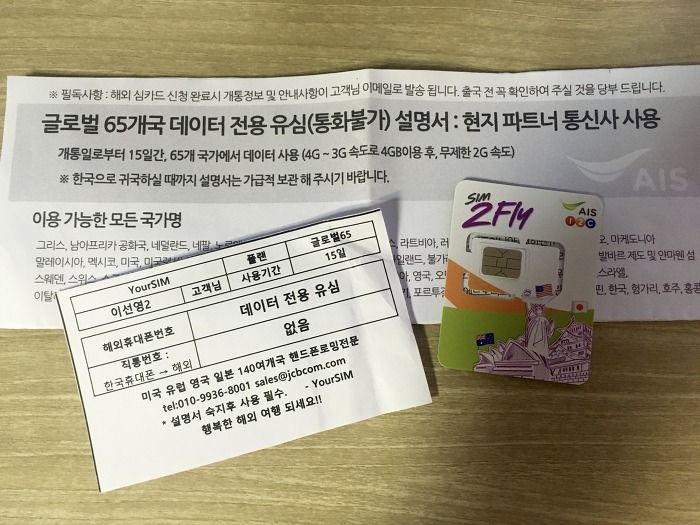 ※ 필독사항 : 해외 심카드 신청 완료시 개통정보 및 안내사항이 고객님 이메일로 발송 됩니다. 출국 전 꼭 확인하여 주실 것을 당부 드립니다.
글로벌 65개국 데이터 전용 유심(통화불가) 설명서 : 현지 파트너 통신사 사용
개통일로부터 15일간, 65개 국가에서 데이터 사용 (4G ~ 3G 속도로 4GB이용 후, 무제한 2G 속도)
※ 한국으로 귀국하실 때까지 설명서는 가급적 보관 해 주시기 바랍니다.
AIS
이용 가능한 모든 국가명
그리스, 남아프리카 공화국, 네덜란드, 네팔,
라트비아, 마케도니아
말레이시아, 멕시코, 미국,
얀마웬 섬
스웨덴,
영국,
이스라엘,
한국, 헝가리, 호주, 홍콩
YourSIM
플랜
글로벌65
이선영2
고객님
사용기간
15일
해외휴대폰번호
데이터 전용 유심
직통번호 :
한국휴대폰 → 해외
없음
미국 유럽 영국 일본 140여개국 핸드폰로밍전문
tel:010-9936-8001 sales@jcbcom.com
* 설명서 숙지후 사용 필수. - YourSIM
행복한 해외 여행 되세요!!
SIM
2Fly
AIS
1 2 C